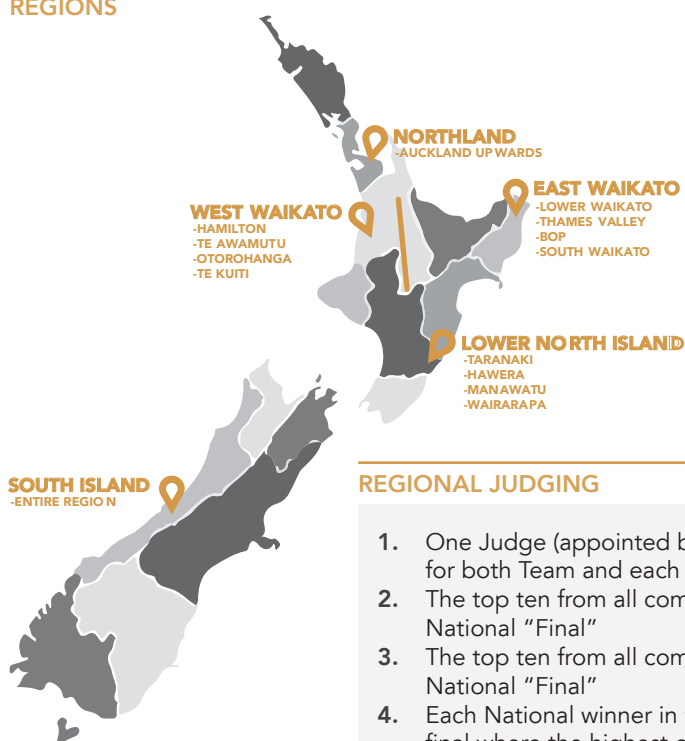 REGIONS
NORTHLAND
-AUCKLAND UPWARDS
EAST WAIKATO
-LOWER WAIKATO
-THAMES VALLEY
-BOP
-SOUTH WAIKATO
WEST WAIKATO
-HAMILTON
-TE AWAMUTU
-OTOROHANGA
-TE KUITI
LOWER NORTH ISLAND
-TARANAKI
-HAWERA
-MANAWATU
-WAIRARAPA
SOUTH ISLAND
-ENTIRE REGION
REGIONAL JUDGING
1. One Judge (appointed
for both Team and each
2. The top ten from all
National “Final”
3. The top ten from all
National “Final”
4. Each National winner in